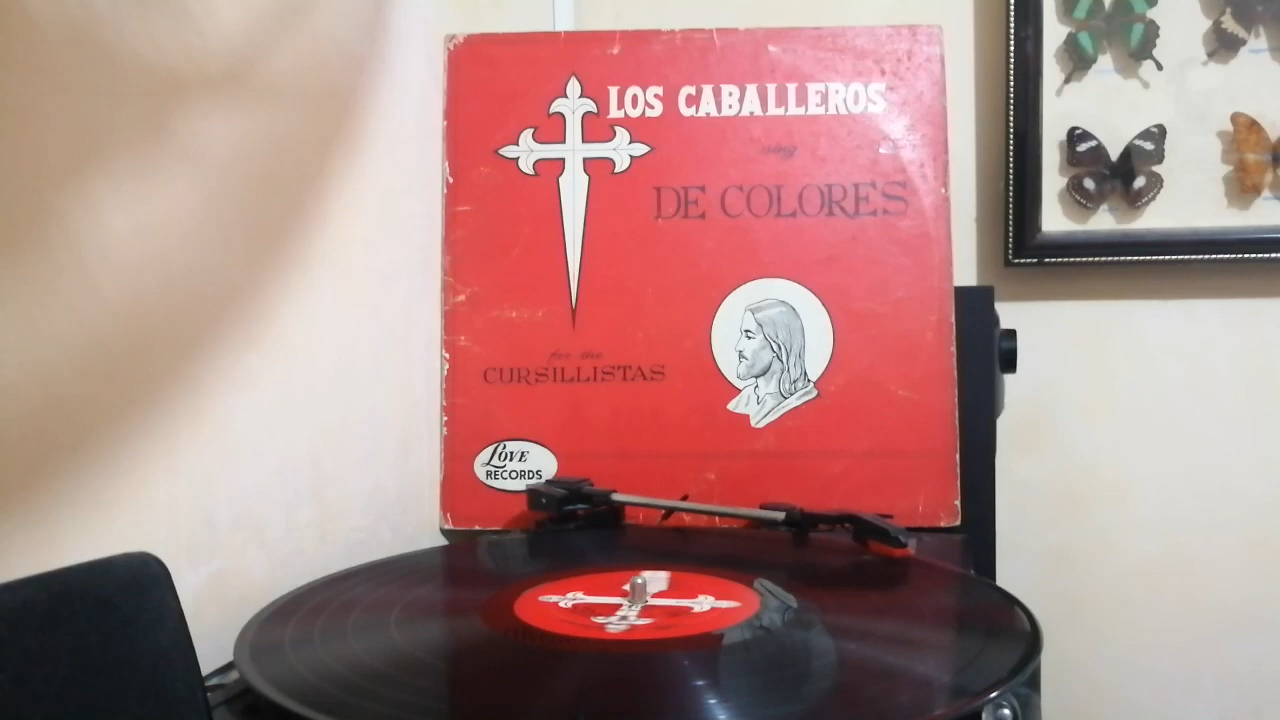 LOS CABALLEROS
sing
DE COLORES
for the
CURSILLISTAS
LOVE
RECORDS